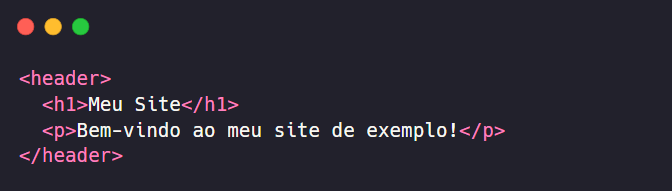 <header>
  <h1>Meu Site</h1>
  <p>Bem-vindo ao meu site de exemplo!</p>
</header>